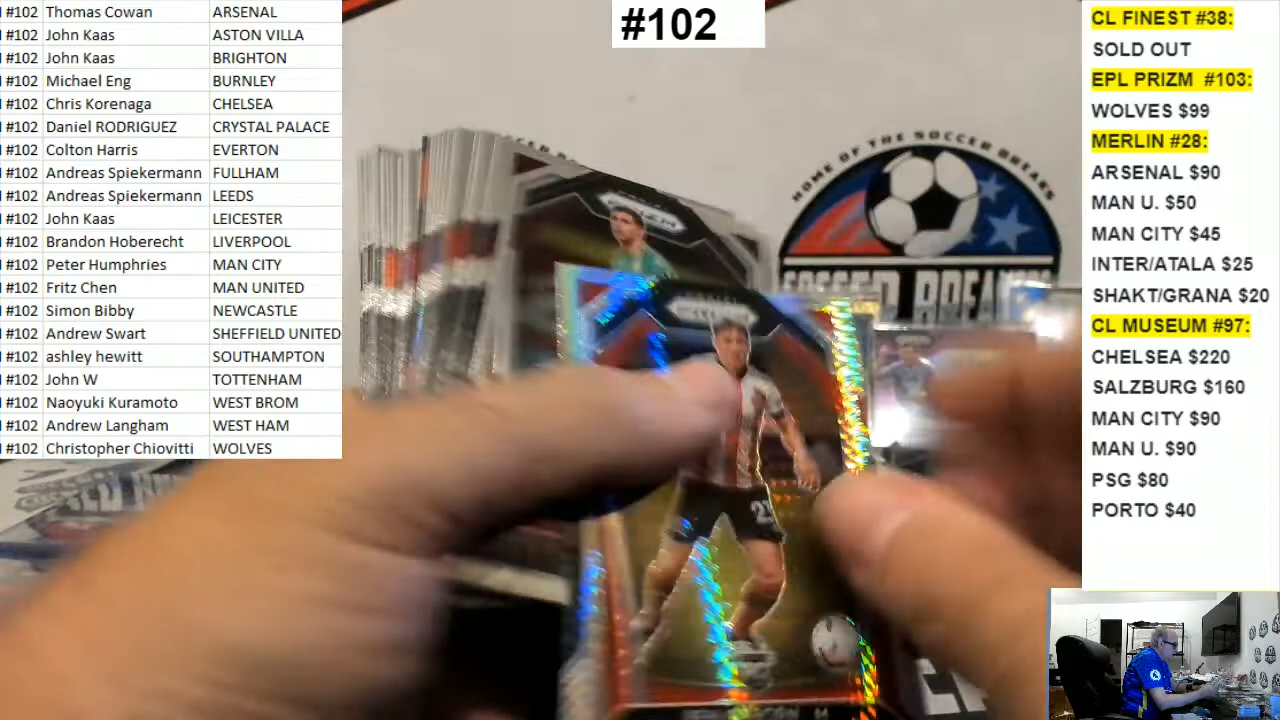 #102 Thomas Cowan ARSENAL
#102 John Kaas ASTON VILLA
#102 John Kaas BRIGHTON
#102 Michael Eng BURNLEY
#102 Chris Korenaga CHELSEA
#102 Daniel RODRIGUEZ CRYSTAL PALACE
#102 Colton Harris EVERTON
#102 Andreas Spiekermann FULLHAM
#102 Andreas Spiekermann LEEDS
#102 John Kaas LEICESTER
#102 Brandon Hoberecht LIVERPOOL
#102 Peter Humphries MAN CITY
#102 Fritz Chen MAN UNITED
#102 Simon Bibby NEWCASTLE
#102 Andrew Swart SHEFFIELD UNITED
#102 ashley hewitt SOUTHAMPTON
#102 John W TOTTENHAM
#102 Naoyuki Kuramoto WEST BROM
#102 Andrew Langham WEST HAM
#102 Christopher Chiovitti WOLVES
#102
HOME OF THE SOCCER BREAKS
PRIZM
23
CL FINEST #38:
SOLD OUT
EPL PRIZM #103:
WOLVES $99
MERLIN #28:
ARSENAL $90
MAN U. $50
MAN CITY $45
INTER/ATALA $25
SHAKT/GRANA $20
CL MUSEUM #97:
CHELSEA $220
SALZBURG $160
MAN CITY $90
MAN U. $90
PSG $80
PORTO $40